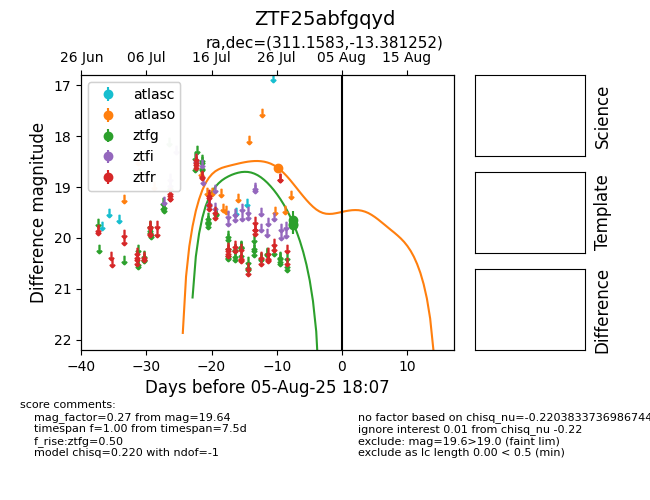 ZTF25abfgqyd
ra,dec=(311.1583,-13.381252)
26 Jun 06 Jul 16 Jul 26 Jul 05 Aug 15 Aug
17
18
19
20
21
22
Difference magnitude
atlasc
atlaso
ztfg
ztfi
ztfr
−40 −30 −20 −10 0 10
Days before 05-Aug-25 18:07
Science
Template
Difference
score comments:
mag_factor=0.27 from mag=19.64
timespan f=1.00 from timespan=7.5d
f_rise:ztfg=0.50
model chisq=0.220 with ndof=-1
no factor based on chisq_nu=-0.2203833736986744
ignore interest 0.01 from chisq_nu -0.22
exclude: mag=19.6>19.0 (faint lim)
exclude as lc length 0.00 < 0.5 (min)